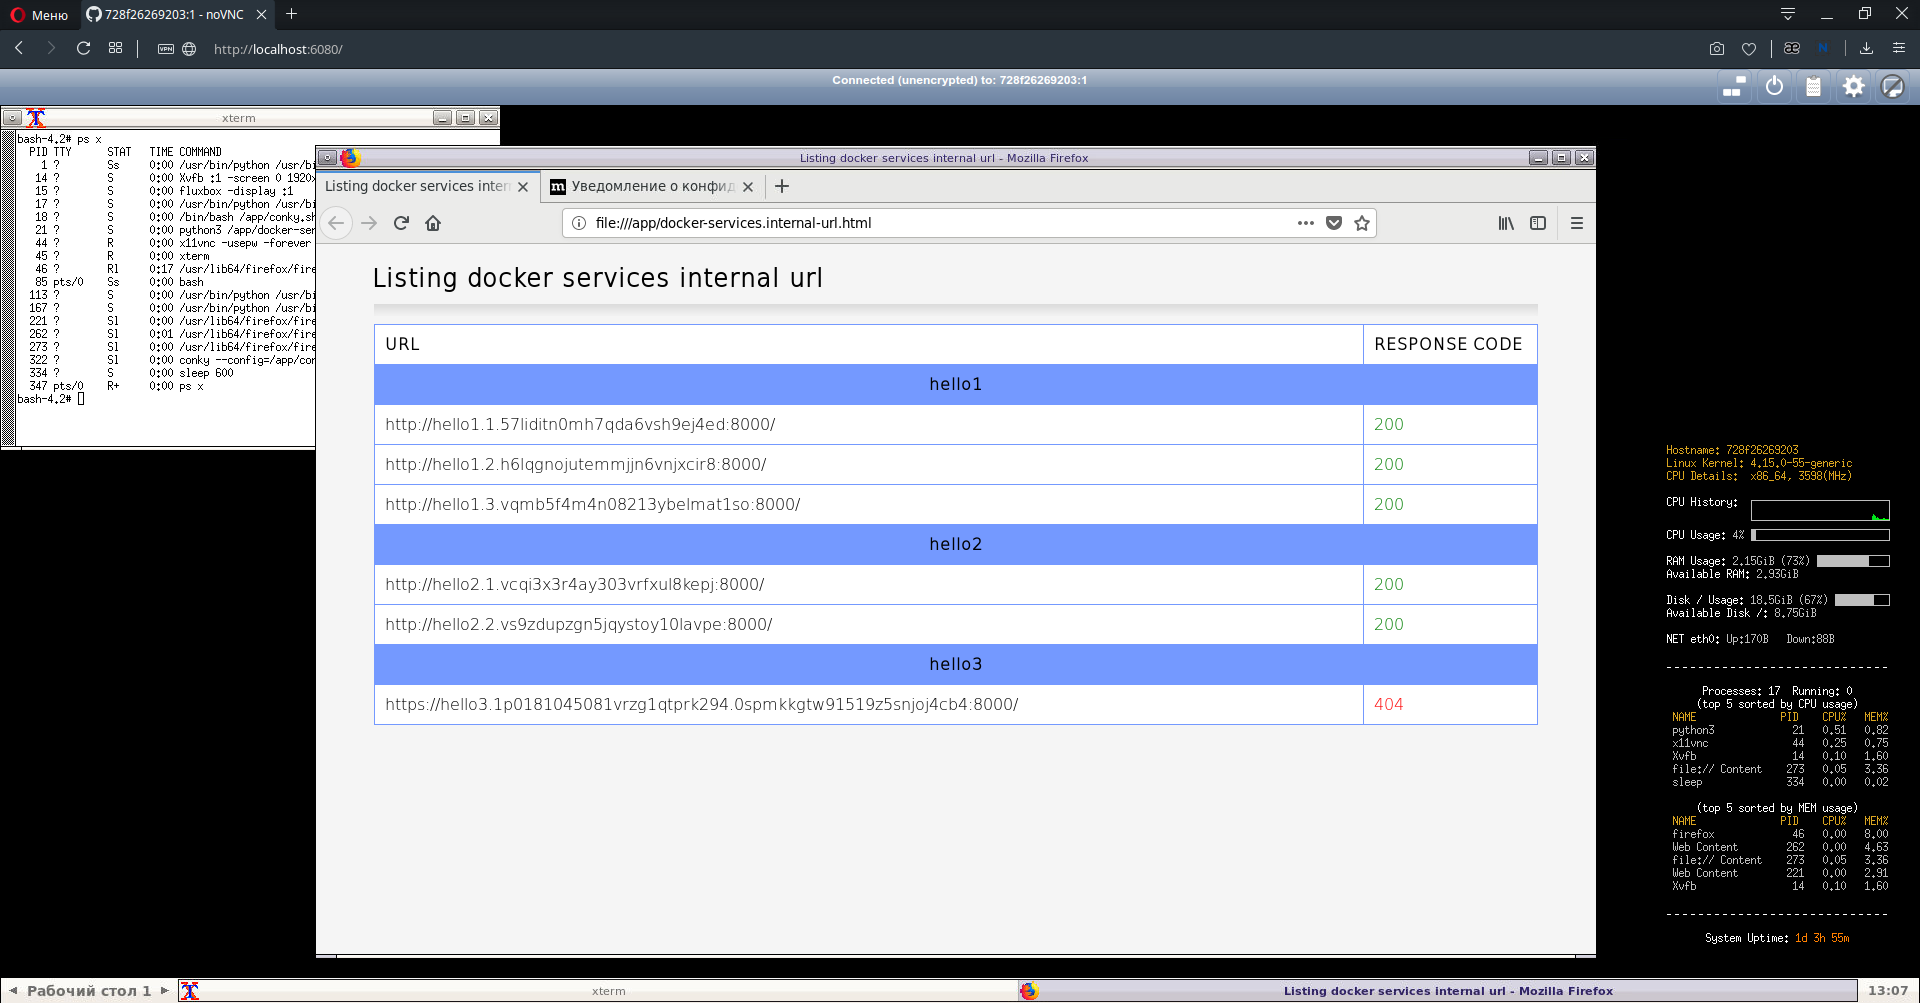 Меню
728f26269203:1 - noVNC
VPN
http://localhost:6080/
Connected (unencrypted) to: 728f26269203:1
xterm
bash-4.2# ps x
PID TTY STAT TIME COMMAND
1 ? Ss 0:00 /usr/bin/python /usr/bi
14 ? S 0:00 Xvfb :1 -screen 0 1920x
15 ? S 0:00 fluxbox -display :1
17 ? S 0:00 /usr/bin/python /usr/bi
18 ? S 0:00 /bin/bash /app/conky.sh
21 ? S 0:00 python3 /app/docker-ser
44 ? R 0:00 x11vnc -usepw -forever
45 ? R 0:00 xterm
46 ? Rl 0:17 /usr/lib64/firefox/fire
85 pts/0 Ss 0:00 bash
113 ? S 0:00 /usr/bin/python /usr/bi
167 ? S 0:00 /usr/bin/python /usr/bi
221 ? Sl 0:00 /usr/lib64/firefox/fire
262 ? Sl 0:01 /usr/lib64/firefox/fire
273 ? Sl 0:00 /usr/lib64/firefox/fire
322 ? Sl 0:00 conky --config=/app/con
334 ? S 0:00 sleep 600
347 pts/0 R+ 0:00 ps x
bash-4.2#
Listing docker services internal url - Mozilla Firefox
Listing docker services inter
m Уведомление о конфид
file:///app/docker-services.internal-url.html
Listing docker services internal url
URL RESPONSE CODE
hello1
http://hello1.1.57liditn0mh7qda6vsh9ej4ed:8000/ 200
http://hello1.2.h6lqgnojutemmjjn6vnjxcir8:8000/ 200
http://hello1.3.vqmb5f4m4n08213ybelmat1so:8000/ 200
hello2
http://hello2.1.vcqi3x3r4ay303vrfxul8kepj:8000/ 200
http://hello2.2.vs9zdupzgn5jqystoy10lavpe:8000/ 200
hello3
https://hello3.1p0181045081vrzg1qtprk294.0spmkkgtw91519z5snjoj4cb4:8000/ 404
Hostname: 728f26269203
Linux Kernel: 4.15.0-55-generic
CPU Details: x86_64, 3598(MHz)
CPU History:
CPU Usage: 4%
RAM Usage: 2.15GiB (73%)
Available RAM: 2.93GiB
Disk / Usage: 18.5GiB (67%)
Available Disk /: 8.75GiB
NET eth0: Up:170B Down:88B
Processes: 17 Running: 0
(top 5 sorted by CPU usage)
NAME PID CPU% MEM%
python3 21 0.51 0.82
x11vnc 44 0.25 0.75
Xvfb 14 0.10 1.60
file:// Content 273 0.05 3.36
sleep 334 0.00 0.02
(top 5 sorted by MEM usage)
NAME PID CPU% MEM%
firefox 46 0.00 8.00
Web Content 262 0.00 4.63
file:// Content 273 0.05 3.36
Web Content 221 0.00 2.91
Xvfb 14 0.10 1.60
System Uptime: 1d 3h 55m
Рабочий стол 1
xterm
Listing docker services internal url - Mozilla Firefox
13:07